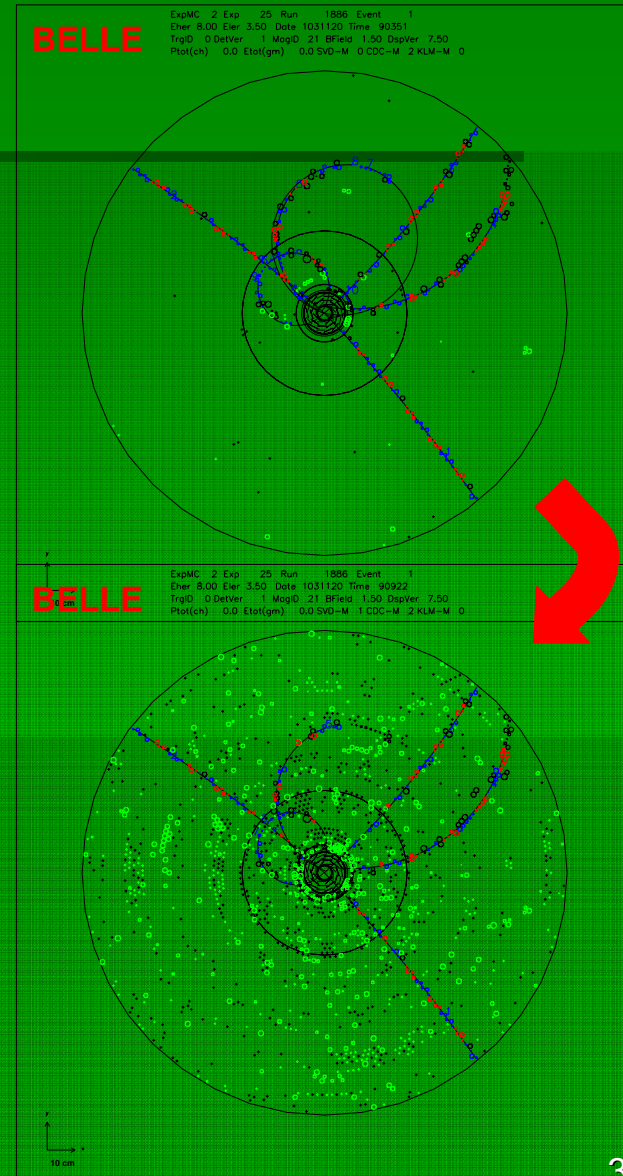 BELLE
ExpMC 2 Exp 25 Run 1886 Event 1
Eher 8.00 Eler 3.50 Date 1031120 Time 90351
TrgID 0 DetVer 1 MagID 21 BField 1.50 DspVer 7.50
Ptot(ch) 0.0 Etot(gm) 0.0 SVD-M 0 CDC-M 2 KLM-M 0
y
0 cm
BELLE
ExpMC 2 Exp 25 Run 1886 Event 1
Eher 8.00 Eler 3.50 Date 1031120 Time 90922
TrgID 0 DetVer 1 MagID 21 BField 1.50 DspVer 7.50
Ptot(ch) 0.0 Etot(gm) 0.0 SVD-M 1 CDC-M 2 KLM-M 0
y
10 cm